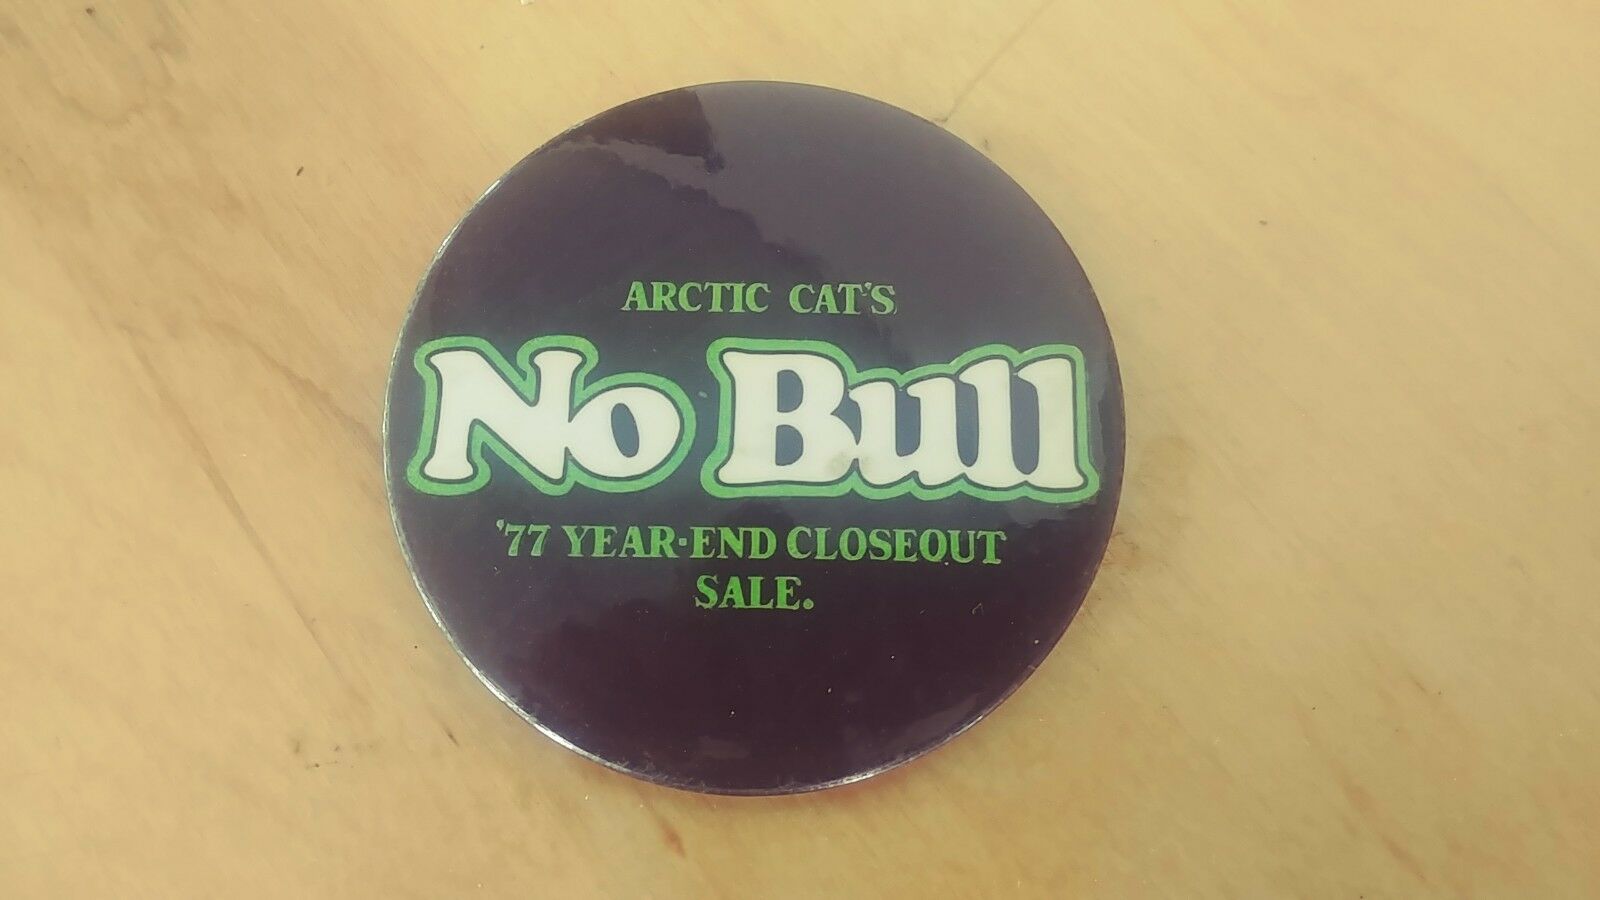 ARCTIC CAT'S
No Bull
'77 YEAR-END CLOSEOUT
SALE.